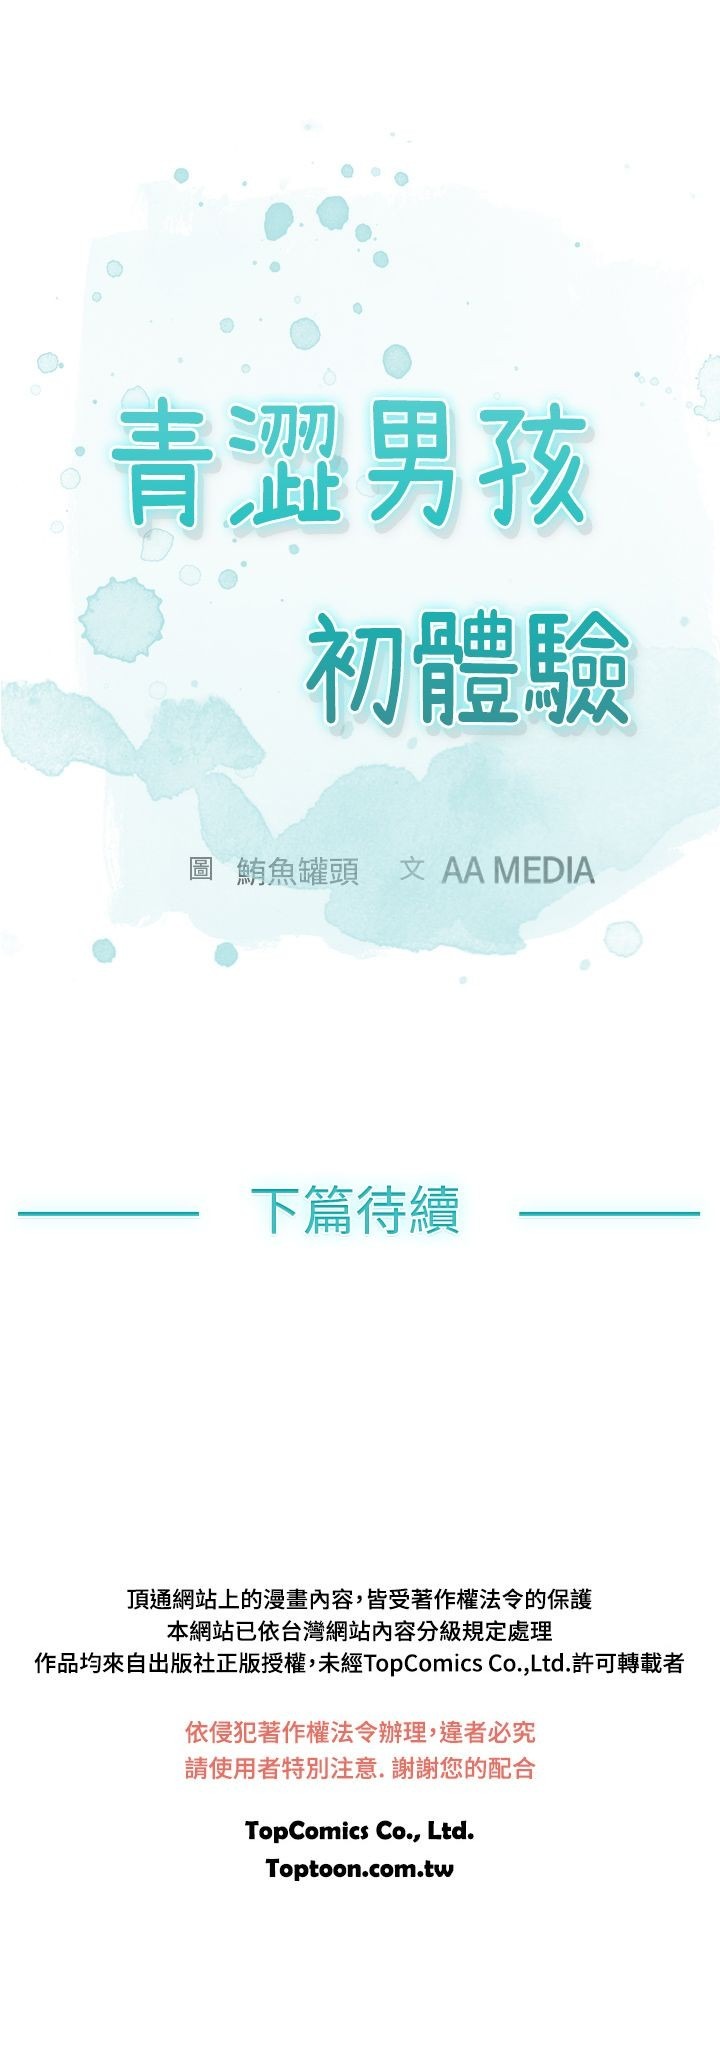 青澀男孩
初體驗
圖 鮪魚罐頭 文 AA MEDIA
下篇待續
頂通網站上的漫畫內容，皆受著作權法令的保護
本網站已依台灣網站內容分級規定處理
作品均來自出版社正版授權，未經TopComics Co.,Ltd.許可轉載者
依侵犯著作權法令辦理，違者必究
請使用者特別注意. 謝謝您的配合
TopComics Co., Ltd.
Toptoon.com.tw